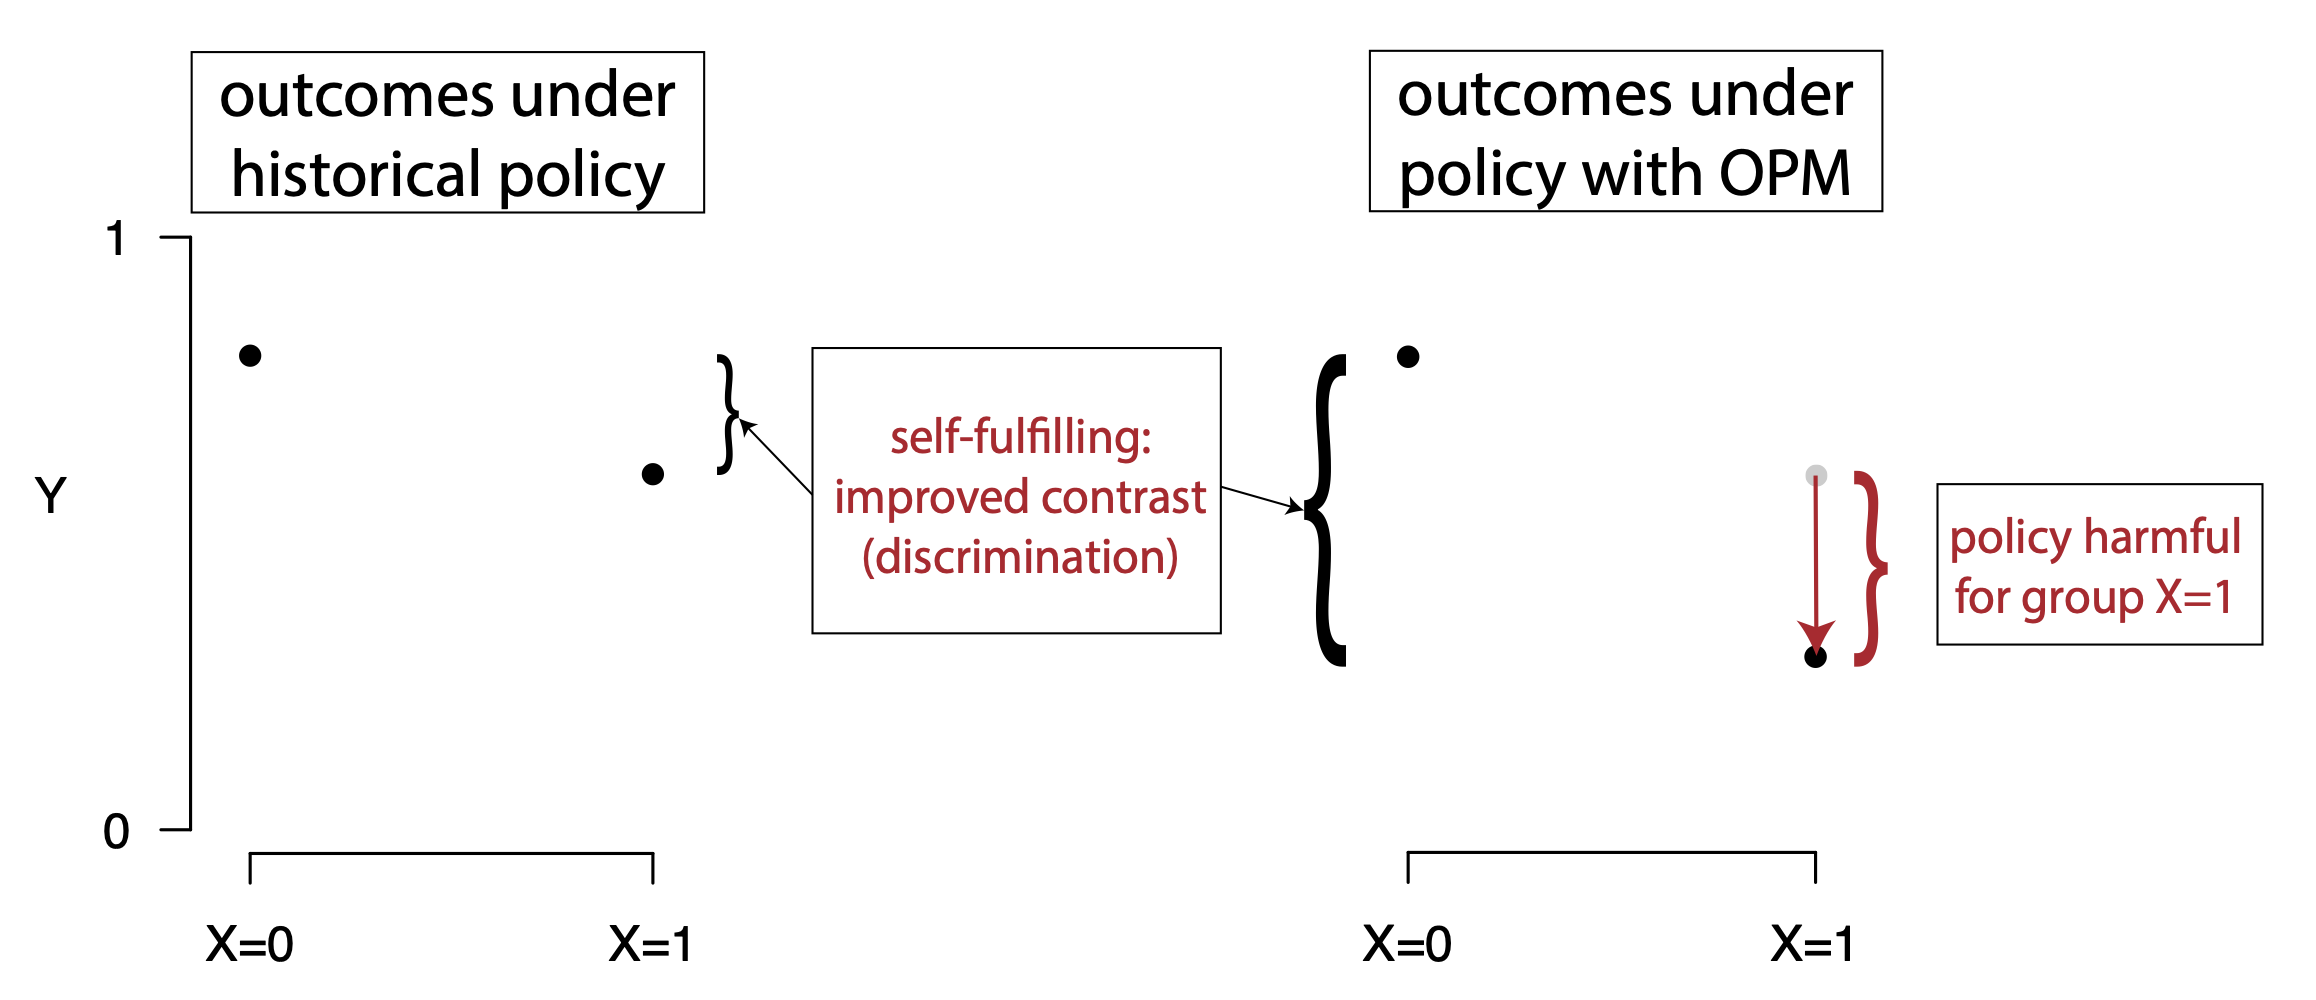 outcomes under
historical policy
outcomes under
policy with OPM
1
Y
0
self-fulfilling:
improved contrast
(discrimination)
policy harmful
for group X=1
X=0
X=1
X=0
X=1